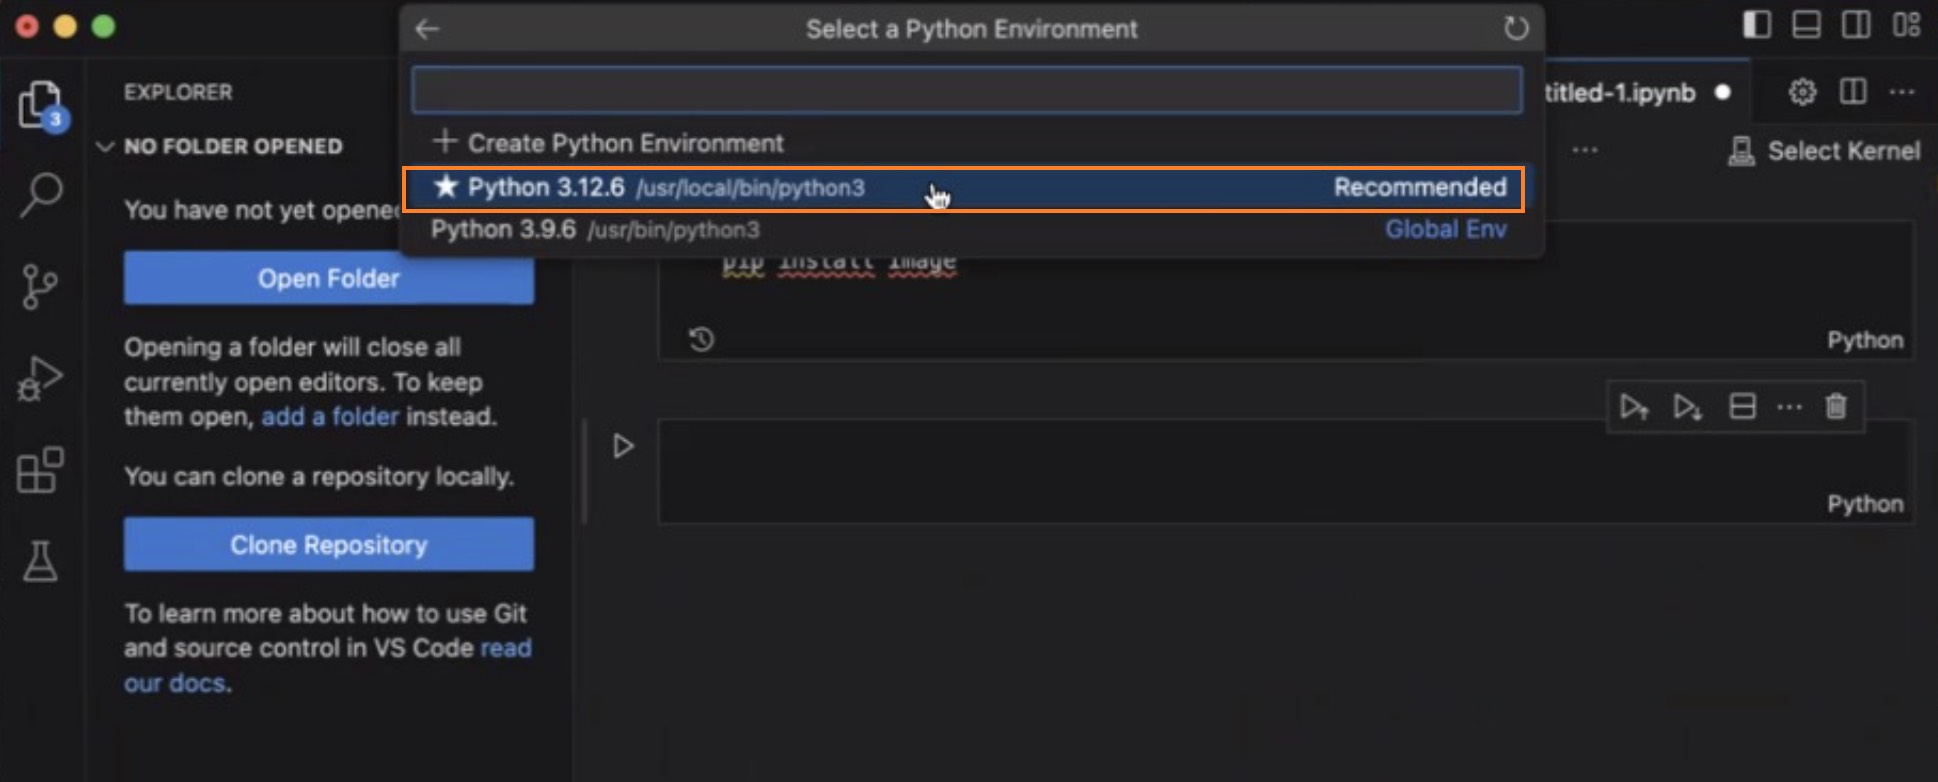 Select a Python Environment
EXPLORER
titled-1.ipynb
3
+ Create Python Environment
NO FOLDER OPENED
Select Kernel
★ Python 3.12.6 /usr/local/bin/python3 Recommended
You have not yet opene
Python 3.9.6 /usr/bin/python3 Global Env
pip install image
Open Folder
Python
Opening a folder will close all
currently open editors. To keep
them open, add a folder instead.
You can clone a repository locally.
Python
Clone Repository
To learn more about how to use Git
and source control in VS Code read
our docs.